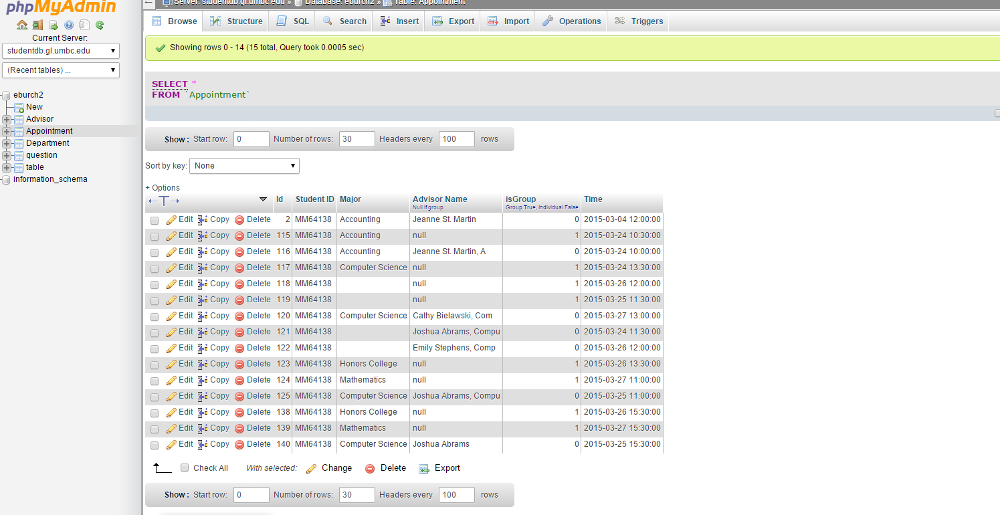 phpMyAdmin
Server: studentdb.gl.umbc.edu » Database: eburch2 » Table: Appointment
Current Server:
studentdb.gl.umbc.edu
(Recent tables) ...
eburch2
New
Advisor
Appointment
Department
question
table
information_schema
Browse Structure SQL Search Insert Export Import Operations Triggers
Showing rows 0 - 14 (15 total, Query took 0.0005 sec)
SELECT *
FROM `Appointment`
Show : Start row: 0 Number of rows: 30 Headers every 100 rows
Sort by key: None
+ Options
←T→ Id Student ID Major Advisor Name isGroup Time
Null if group Group True, Individual False
Edit Copy Delete 2 MM64138 Accounting Jeanne St. Martin 0 2015-03-04 12:00:00
Edit Copy Delete 115 MM64138 Accounting null 1 2015-03-24 10:30:00
Edit Copy Delete 116 MM64138 Accounting Jeanne St. Martin, A 0 2015-03-24 10:00:00
Edit Copy Delete 117 MM64138 Computer Science null 1 2015-03-24 13:30:00
Edit Copy Delete 118 MM64138 null 1 2015-03-26 12:00:00
Edit Copy Delete 119 MM64138 null 1 2015-03-25 11:30:00
Edit Copy Delete 120 MM64138 Computer Science Cathy Bielawski, Com 0 2015-03-27 13:00:00
Edit Copy Delete 121 MM64138 Joshua Abrams, Compu 0 2015-03-24 11:30:00
Edit Copy Delete 122 MM64138 Emily Stephens, Comp 0 2015-03-26 12:00:00
Edit Copy Delete 123 MM64138 Honors College null 1 2015-03-26 13:30:00
Edit Copy Delete 124 MM64138 Mathematics null 1 2015-03-27 11:00:00
Edit Copy Delete 125 MM64138 Computer Science Joshua Abrams, Compu 0 2015-03-25 11:00:00
Edit Copy Delete 138 MM64138 Honors College null 1 2015-03-26 15:30:00
Edit Copy Delete 139 MM64138 Mathematics null 1 2015-03-27 15:30:00
Edit Copy Delete 140 MM64138 Computer Science Joshua Abrams 0 2015-03-25 15:30:00
Check All With selected: Change Delete Export
Show : Start row: 0 Number of rows: 30 Headers every 100 rows